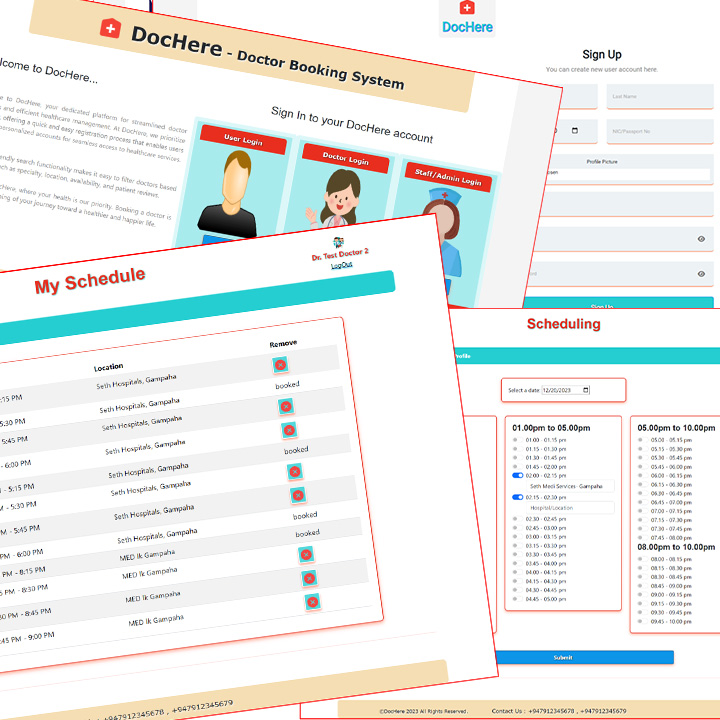 DocHere - Doctor Booking System
lcome to DocHere...
e to DocHere, your dedicated platform for streamlined doctor
s and efficient healthcare management. At DocHere, we prioritize
offering a quick and easy registration process that enables users
personalized accounts for seamless access to healthcare services.
endly search functionality makes it easy to filter doctors based
uch as specialty, location, availability, and patient reviews.
cHere, where your health is our priority. Booking a doctor is
ing of your journey toward a healthier and happier life.
Sign In to your DocHere account
User Login
Doctor Login
Staff/Admin Login
DocHere
Sign Up
You can create new user account here.
Last Name
NIC/Passport No
Profile Picture
Sign Up
My Schedule
Dr. Test Doctor 2
LogOut
Location
Remove
:15 PM
Seth Hospitals, Gampaha
5:30 PM
Seth Hospitals, Gampaha
booked
5:45 PM
Seth Hospitals, Gampaha
- 6:00 PM
Seth Hospitals, Gampaha
- 5:15 PM
Seth Hospitals, Gampaha
booked
- 5:30 PM
Seth Hospitals, Gampaha
- 5:45 PM
Seth Hospitals, Gampaha
PM - 6:00 PM
Seth Hospitals, Gampaha
booked
PM - 8:15 PM
MED lk Gampaha
booked
PM - 8:30 PM
MED lk Gampaha
30 PM - 8:45 PM
MED lk Gampaha
:45 PM - 9:00 PM
MED lk Gampaha
+947912345678 , +947912345679
Scheduling
rofile
Select a date: 12/20/2023
01.00pm to 05.00pm
01:00 - 01:15 pm
01:15 - 01:30 pm
01:30 - 01:45 pm
01:45 - 02:00 pm
02:00 - 02:15 pm
Seth Medi Services - Gampaha
02:15 - 02:30 pm
Hospital/Location
02:30 - 02:45 pm
02:45 - 03:00 pm
03:00 - 03:15 pm
03:15 - 03:30 pm
03:30 - 03:45 pm
03:45 - 04:00 pm
04:00 - 04:15 pm
04:15 - 04:30 pm
04:30 - 04:45 pm
04:45 - 05:00 pm
05.00pm to 10.00pm
05.00 - 05.15 pm
05.15 - 05.30 pm
05.30 - 05.45 pm
05.45 - 06.00 pm
06.00 - 06.15 pm
06.15 - 06.30 pm
06.30 - 06.45 pm
06.45 - 07.00 pm
07.00 - 07.15 pm
07.15 - 07.30 pm
07.30 - 07.45 pm
07.45 - 08.00 pm
08.00pm to 10.00pm
08.00 - 08.15 pm
08.15 - 08.30 pm
08.30 - 08.45 pm
08.45 - 09.00 pm
09.00 - 09.15 pm
09.15 - 09.30 pm
09.30 - 09.45 pm
09.45 - 10.00 pm
Submit
©DocHere 2023 All Rights Reserved.
Contact Us : +947912345678 , +947912345679